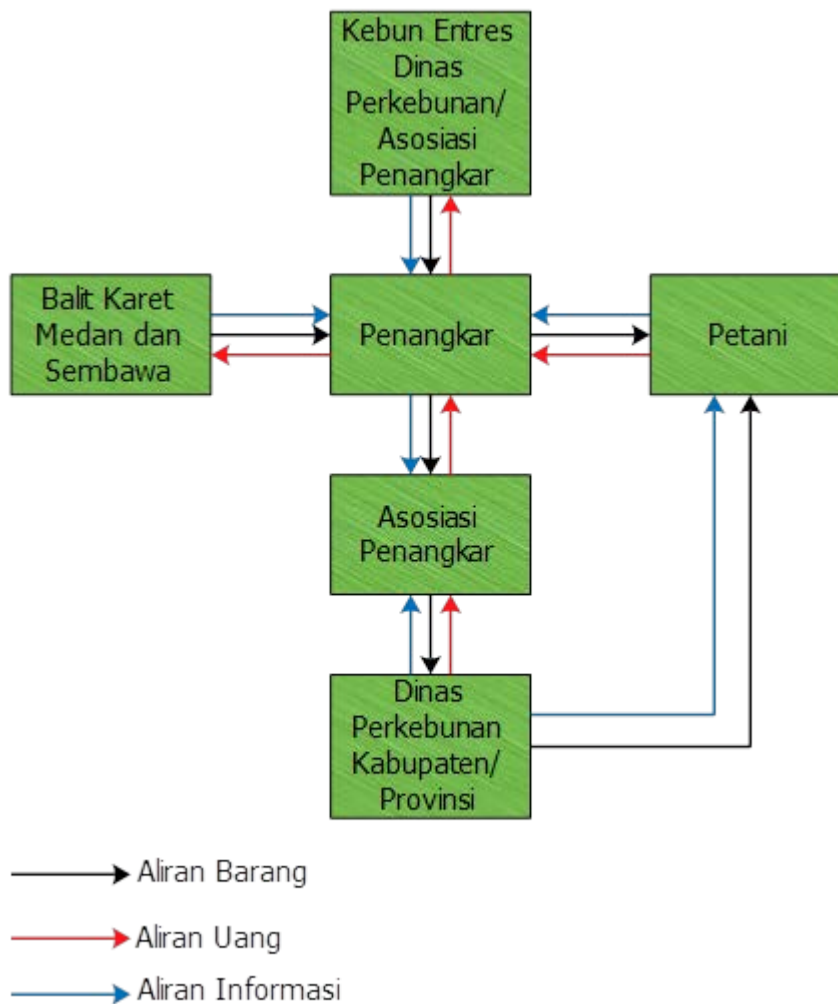 Kebun Entres
Dinas
Perkebunan/
Asosiasi
Penangkar
Balit Karet
Medan dan
Sembawa
Penangkar
Petani
Asosiasi
Penangkar
Dinas
Perkebunan
Kabupaten/
Provinsi
Aliran Barang
Aliran Uang
Aliran Informasi